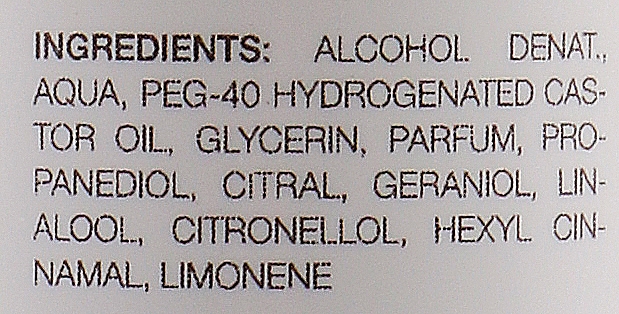 INGREDIENTS: ALCOHOL DENAT.,
AQUA, PEG-40 HYDROGENATED CAS-
TOR OIL, GLYCERIN, PARFUM, PRO-
PANEDIOL, CITRAL, GERANIOL, LIN-
ALOOL, CITRONELLOL, HEXYL CIN-
NAMAL, LIMONENE